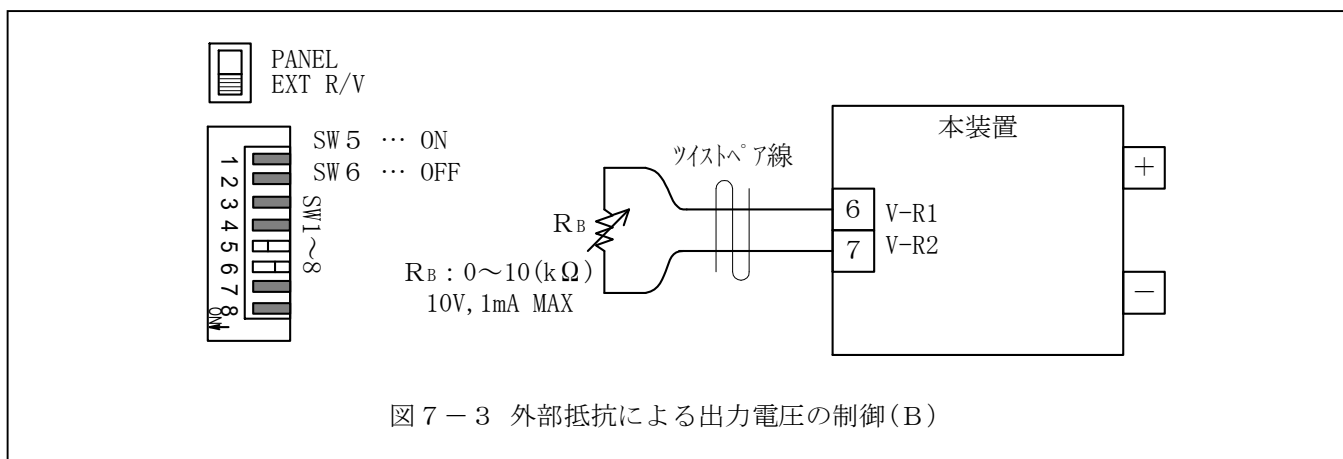 PANEL
EXT R/V
SW5 … ON
SW6 … OFF
1
2
3
4
5
6
7
8
ON
SW1～8
ツイストペア線
RB
RB：0～10(kΩ)
10V,1mA MAX
本装置
6 V-R1
7 V-R2
＋
－
図７－３ 外部抵抗による出力電圧の制御(Ｂ)